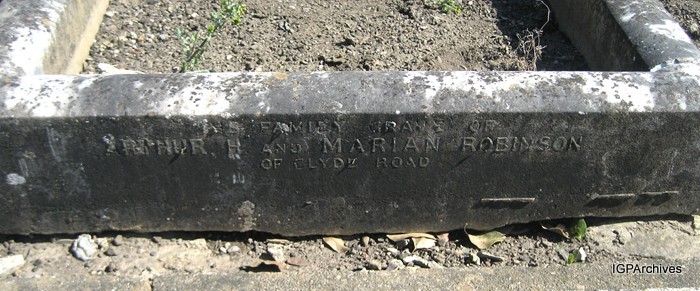 FAMILY GRAVE OF
ARTHUR H. AND MARIAN ROBINSON
OF CLYDE ROAD
IGPArchives